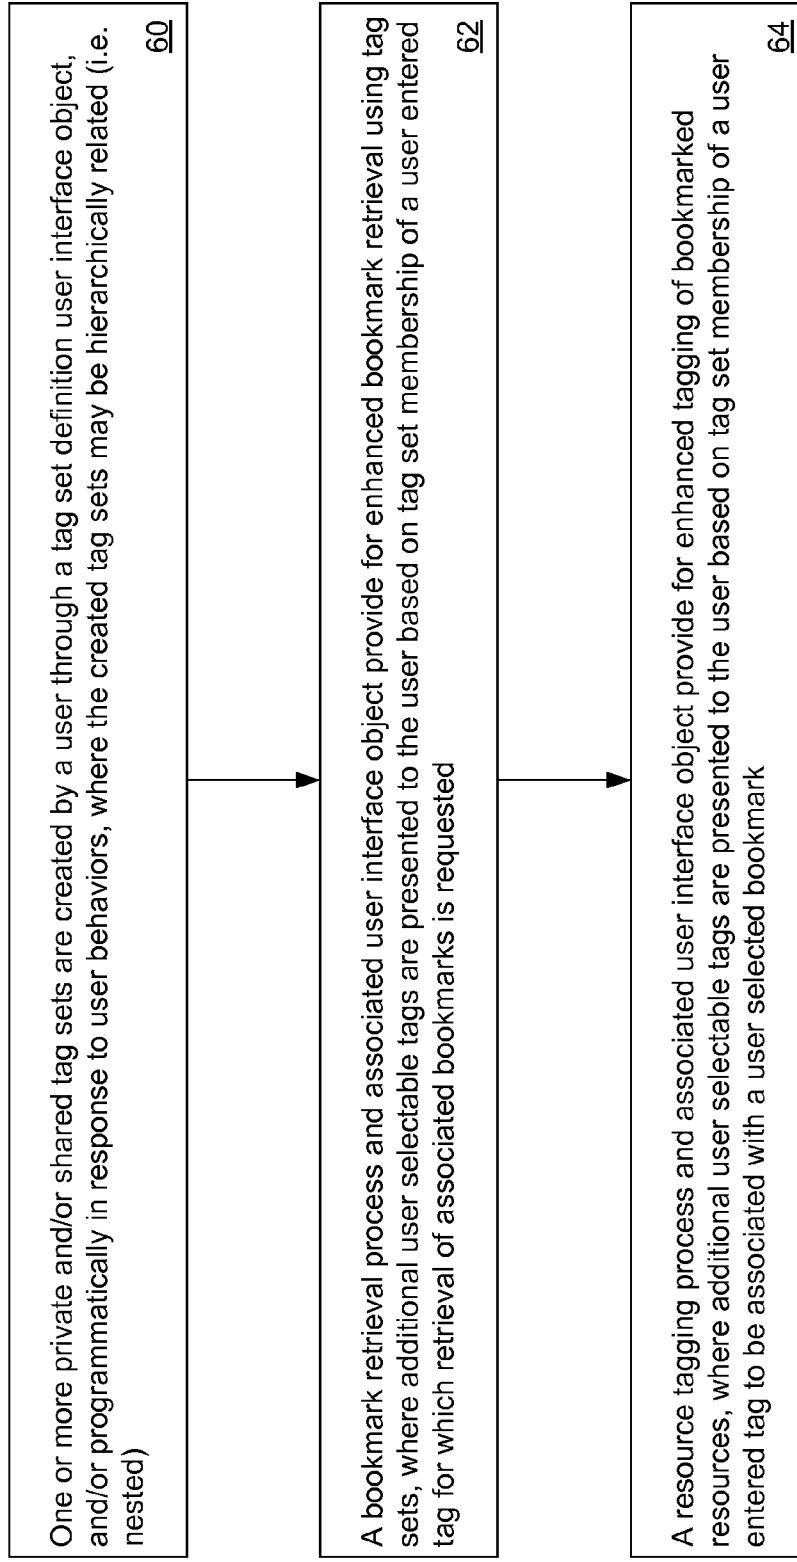 One or more private and/or shared tag sets are created by a user through a tag set definition user interface object,
and/or programmatically in response to user behaviors, where the created tag sets may be hierarchically related (i.e.
nested)
60
A bookmark retrieval process and associated user interface object provide for enhanced bookmark retrieval using tag
sets, where additional user selectable tags are presented to the user based on tag set membership of a user entered
tag for which retrieval of associated bookmarks is requested
62
A resource tagging process and associated user interface object provide for enhanced tagging of bookmarked
resources, where additional user selectable tags are presented to the user based on tag set membership of a user
entered tag to be associated with a user selected bookmark
64